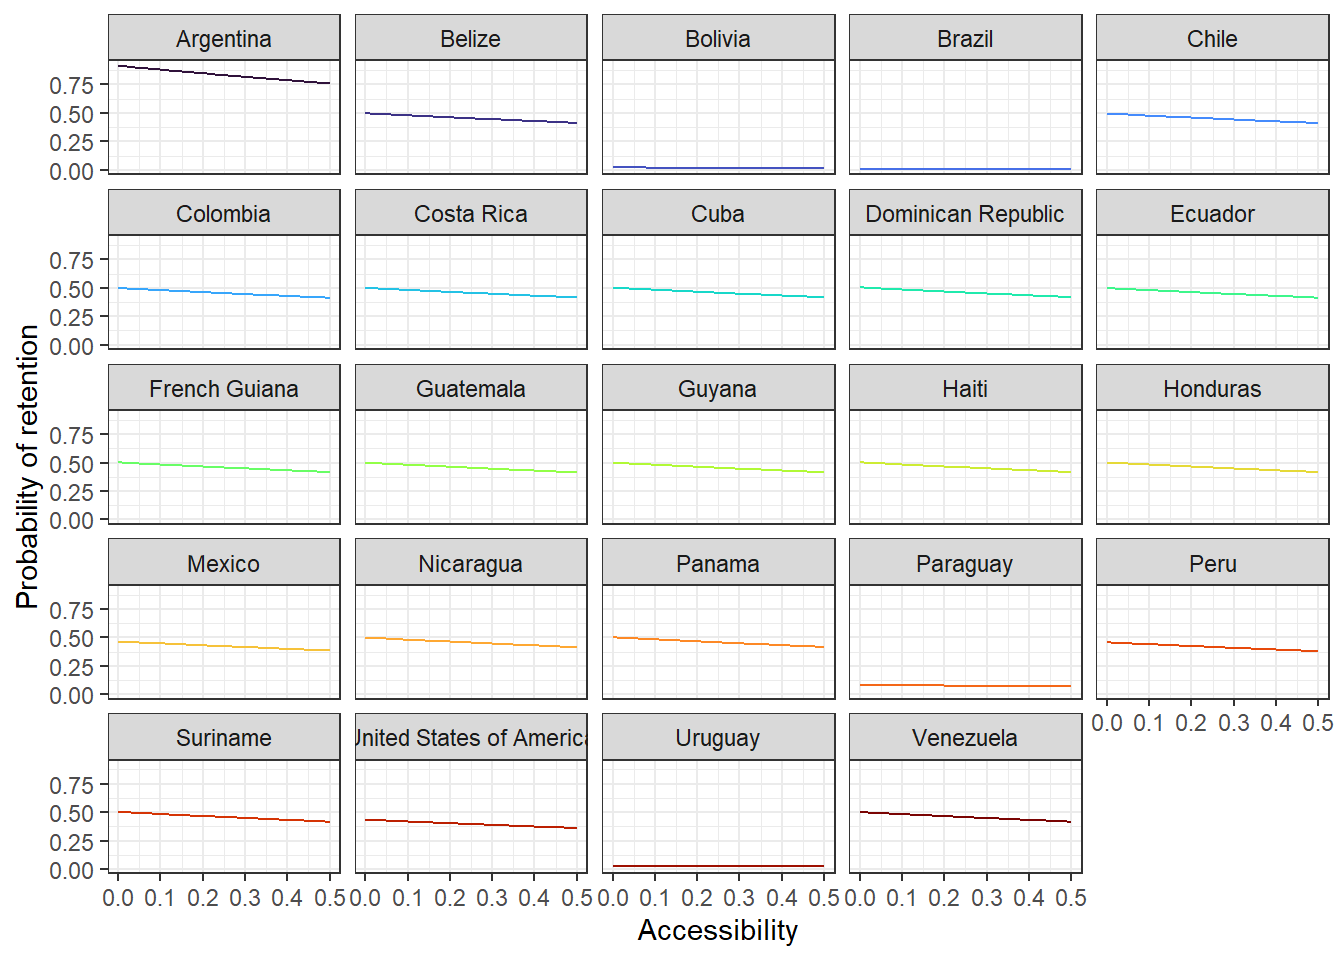 Argentina Belize Bolivia Brazil Chile
0.75
0.50
0.25
0.00
Colombia Costa Rica Cuba Dominican Republic Ecuador
0.75
0.50
0.25
0.00
French Guiana Guatemala Guyana Haiti Honduras
0.75
0.50
0.25
0.00
Mexico Nicaragua Panama Paraguay Peru
0.75
0.50
0.25
0.00
0.0 0.1 0.2 0.3 0.4 0.5
Suriname United States of America Uruguay Venezuela
0.75
0.50
0.25
0.00
0.0 0.1 0.2 0.3 0.4 0.5 0.0 0.1 0.2 0.3 0.4 0.5 0.0 0.1 0.2 0.3 0.4 0.5 0.0 0.1 0.2 0.3 0.4 0.5
Accessibility
Probability of retention